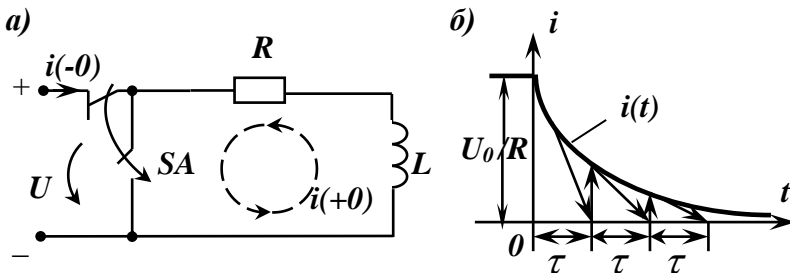 а)
R
б)
i
i(-0)
+
i(t)
U₀/R
U
SA
L
i(+0)
t
–
0
τ τ τ